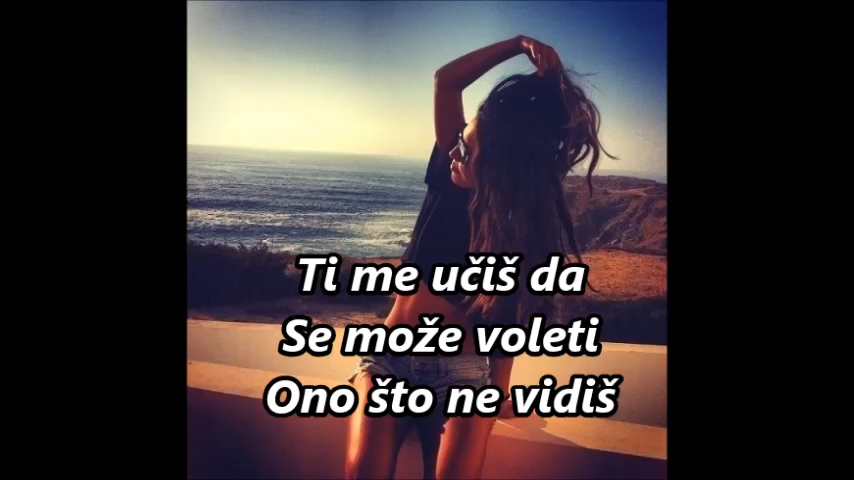 Ti me učiš da
Se može voleti
Ono što ne vidiš